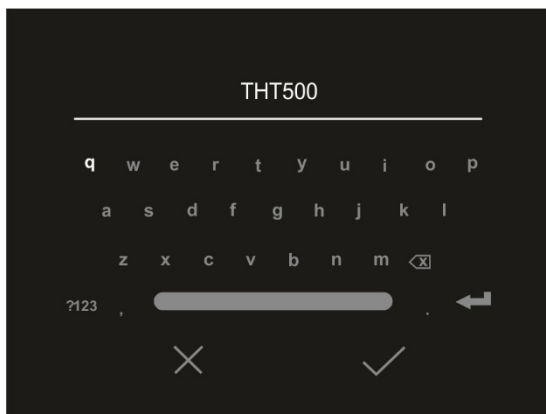 THT500
q w e r t y u i o p
a s d f g h j k l
z x c v b n m
?123 , .